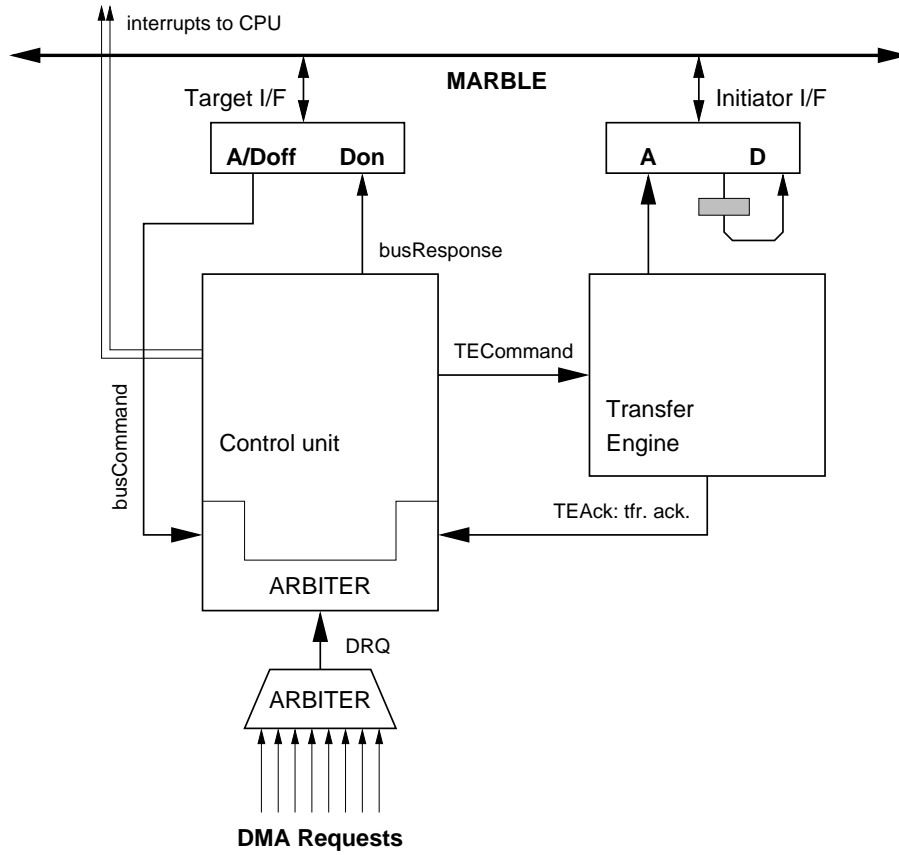 interrupts to CPU
MARBLE
Target I/F
Initiator I/F
A/Doff Don
A D
busResponse
TECommand
busCommand
Control unit
Transfer
Engine
TEAck: tfr. ack.
ARBITER
DRQ
ARBITER
DMA Requests